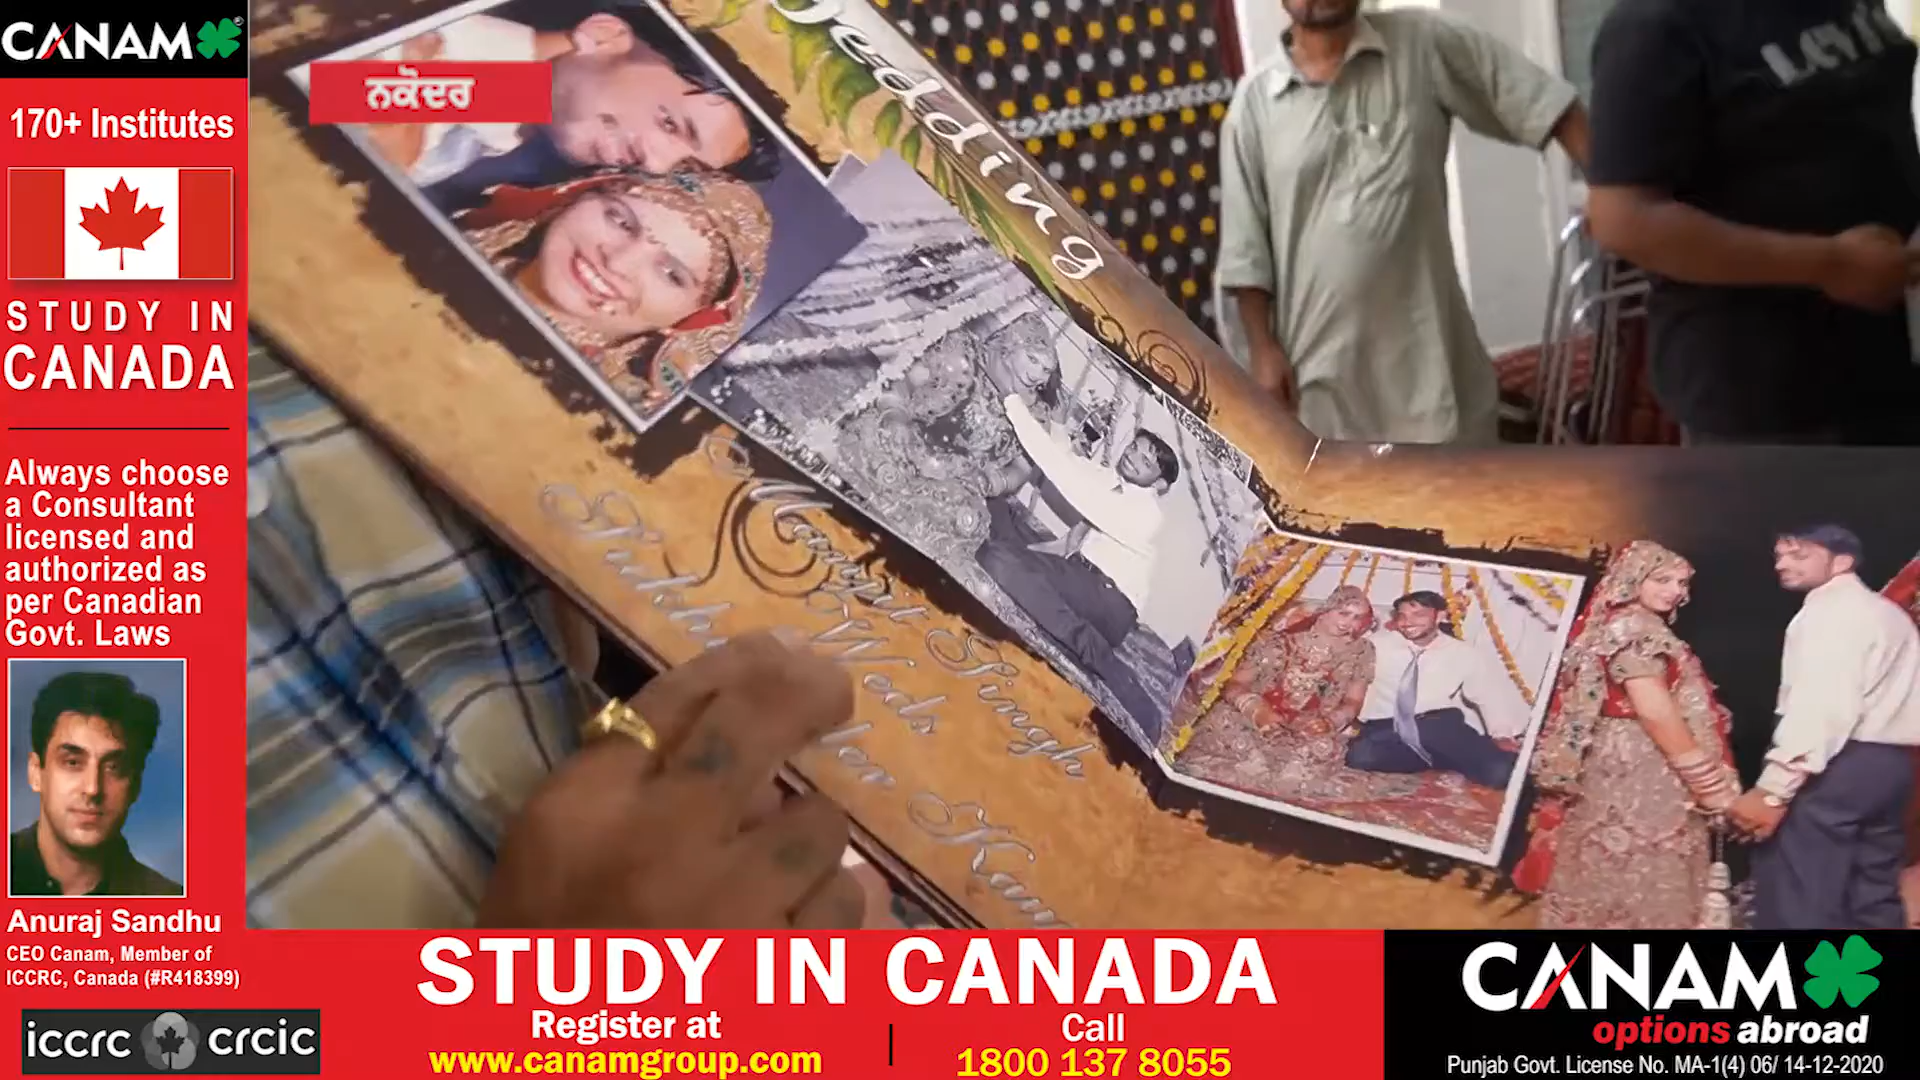 CANAM
170+ Institutes
STUDY IN
CANADA
Always choose
a Consultant
licensed and
authorized as
per Canadian
Govt. Laws
Anuraj Sandhu
CEO Canam, Member of
ICCRC, Canada (#R418399)
iccrc crcic
ਨਕੋਦਰ
Wedding
Singh
Weds
STUDY IN CANADA
Register at
www.canamgroup.com
Call
1800 137 8055
CANAM
options abroad
Punjab Govt. License No. MA-1(4) 06/ 14-12-2020